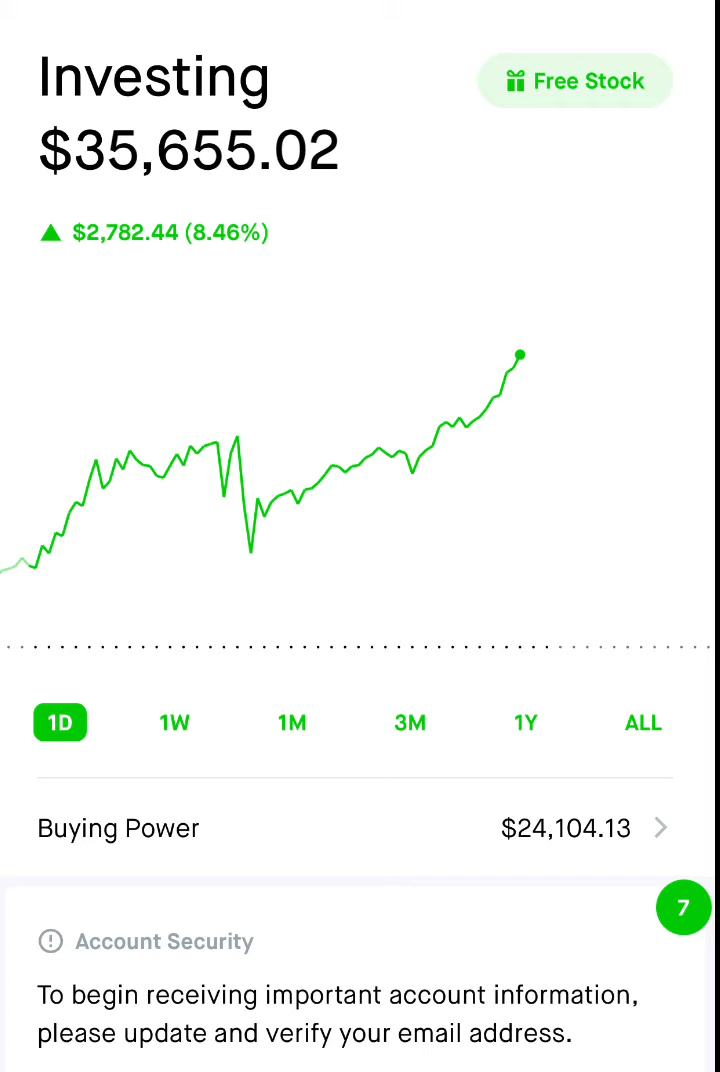 Investing
Free Stock
$35,655.02
▲ $2,782.44 (8.46%)
1D 1W 1M 3M 1Y ALL
Buying Power $24,104.13
7
Account Security
To begin receiving important account information,
please update and verify your email address.